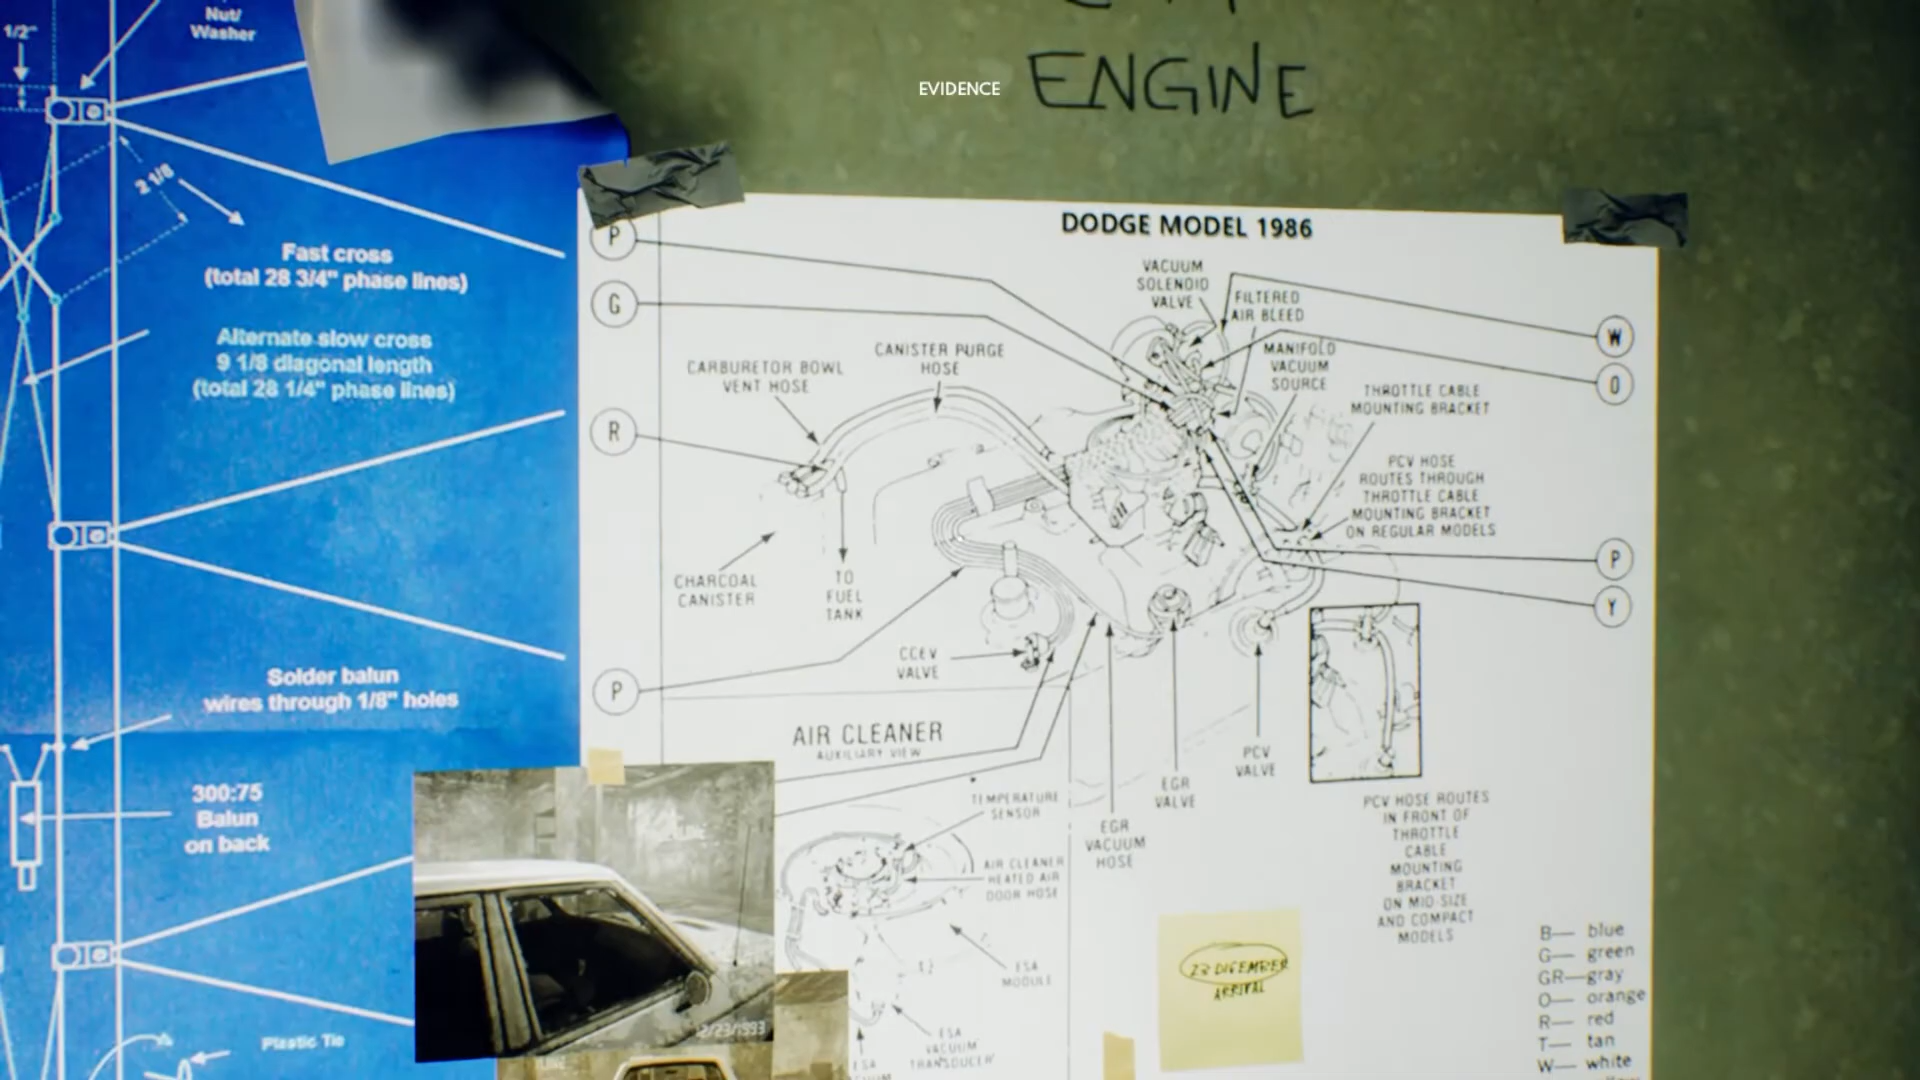 Nut/
Washer
1/2"
2 1/8
Fast cross
(total 28 3/4" phase lines)
Alternate slow cross
9 1/8 diagonal length
(total 28 1/4" phase lines)
Solder balun
wires through 1/8" holes
300:75
Balun
on back
Plastic Tie
ENGINE
EVIDENCE
DODGE MODEL 1986
P
G
R
P
W
O
P
Y
VACUUM
SOLENOID
VALVE
FILTERED
AIR BLEED
MANIFOLD
VACUUM
SOURCE
CANISTER PURGE
HOSE
CARBURETOR BOWL
VENT HOSE
THROTTLE CABLE
MOUNTING BRACKET
PCV HOSE
ROUTES THROUGH
THROTTLE CABLE
MOUNTING BRACKET
ON REGULAR MODELS
CHARCOAL
CANISTER
TO
FUEL
TANK
CCEV
VALVE
AIR CLEANER
AUXILIARY VIEW
TEMPERATURE
SENSOR
AIR CLEANER
HEATED AIR
DOOR HOSE
ESA
MODULE
ESA
VACUUM
TRANSDUCER
ESA
EGR
VACUUM
HOSE
EGR
VALVE
PCV
VALVE
PCV HOSE ROUTES
IN FRONT OF
THROTTLE
CABLE
MOUNTING
BRACKET
ON MID-SIZE
AND COMPACT
MODELS
23 DICEMBER
ARRIVAL
B— blue
G— green
GR—gray
O— orange
R— red
T— tan
W— white
12/23/1993